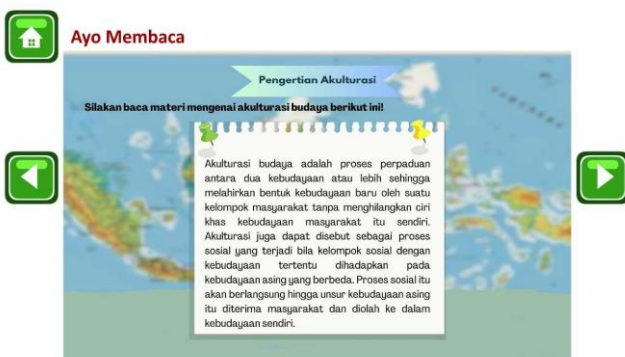 Ayo Membaca
Pengertian Akulturasi
Silakan baca materi mengenai akulturasi budaya berikut ini!
Akulturasi budaya adalah proses perpaduan
antara dua kebudayaan atau lebih sehingga
melahirkan bentuk kebudayaan baru oleh suatu
kelompok masyarakat tanpa menghilangkan ciri
khas kebudayaan masyarakat itu sendiri.
Akulturasi juga dapat disebut sebagai proses
sosial yang terjadi bila kelompok sosial dengan
kebudayaan tertentu dihadapkan pada
kebudayaan asing yang berbeda. Proses sosial itu
akan berlangsung hingga unsur kebudayaan asing
itu diterima masyarakat dan diolah ke dalam
kebudayaan sendiri.